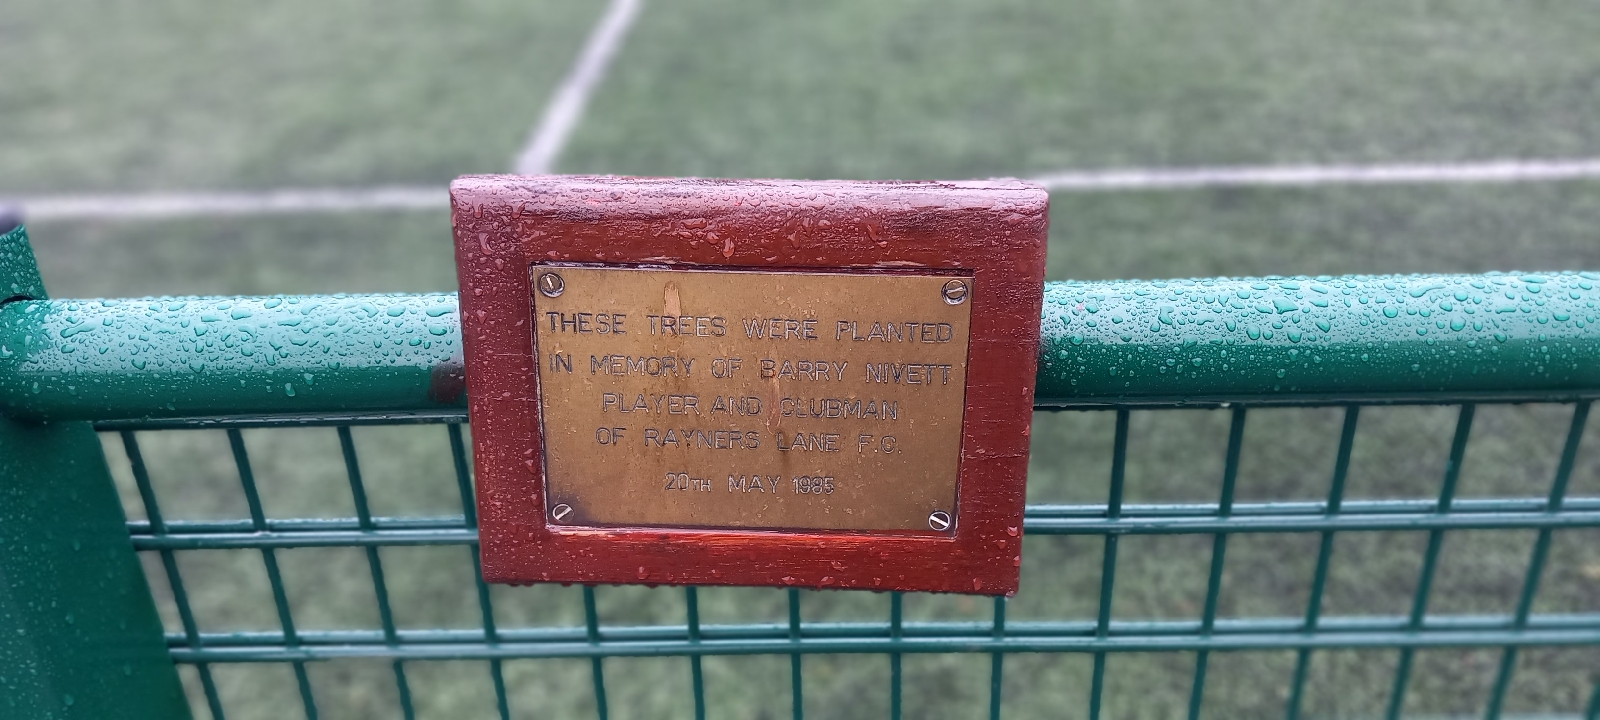 THESE TREES WERE PLANTED
IN MEMORY OF BARRY NIVETT
PLAYER AND CLUBMAN
OF RAYNERS LANE F.C.
20TH MAY 1985